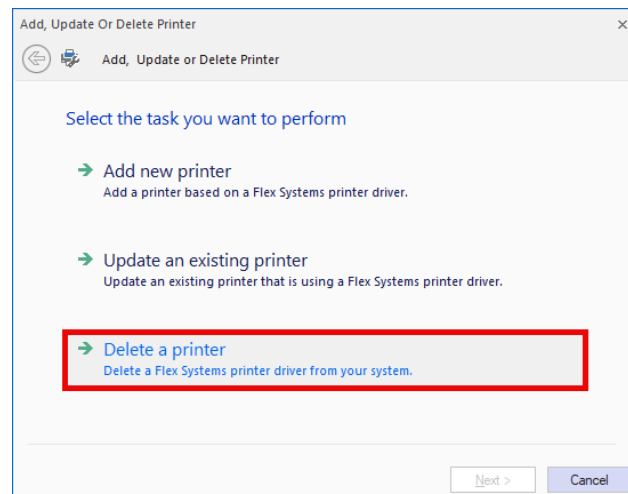 Add, Update Or Delete Printer
Add, Update or Delete Printer
Select the task you want to perform
Add new printer
Add a printer based on a Flex Systems printer driver.
Update an existing printer
Update an existing printer that is using a Flex Systems printer driver.
Delete a printer
Delete a Flex Systems printer driver from your system.
Next >
Cancel